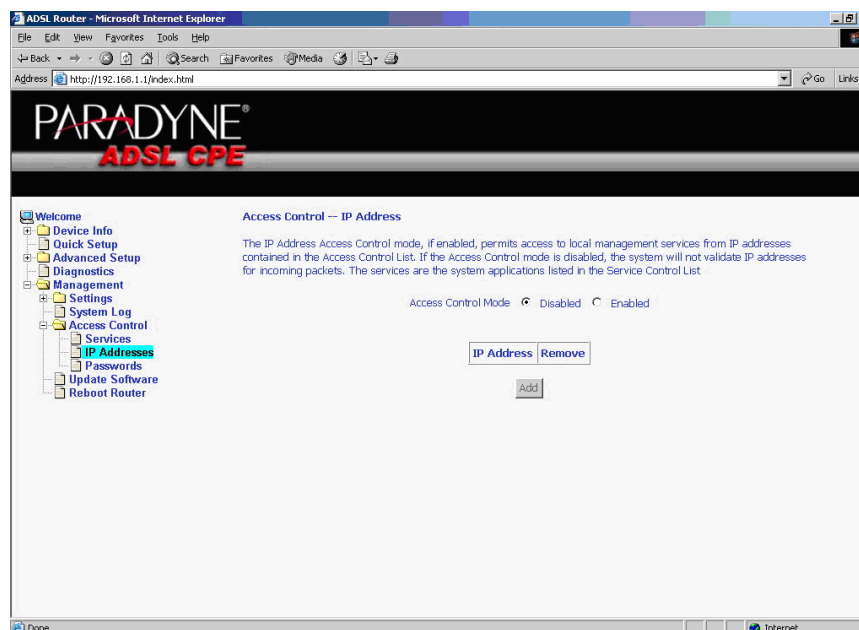 ADSL Router - Microsoft Internet Explorer
File Edit View Favorites Tools Help
Back Search Favorites Media
Address http://192.168.1.1/index.html Go Links
PARADYNE®
ADSL CPE
Welcome
Device Info
Quick Setup
Advanced Setup
Diagnostics
Management
Settings
System Log
Access Control
Services
IP Addresses
Passwords
Update Software
Reboot Router
Access Control -- IP Address
The IP Address Access Control mode, if enabled, permits access to local management services from IP addresses
contained in the Access Control List. If the Access Control mode is disabled, the system will not validate IP addresses
for incoming packets. The services are the system applications listed in the Service Control List
Access Control Mode Disabled Enabled
IP Address Remove
Add
Done Internet